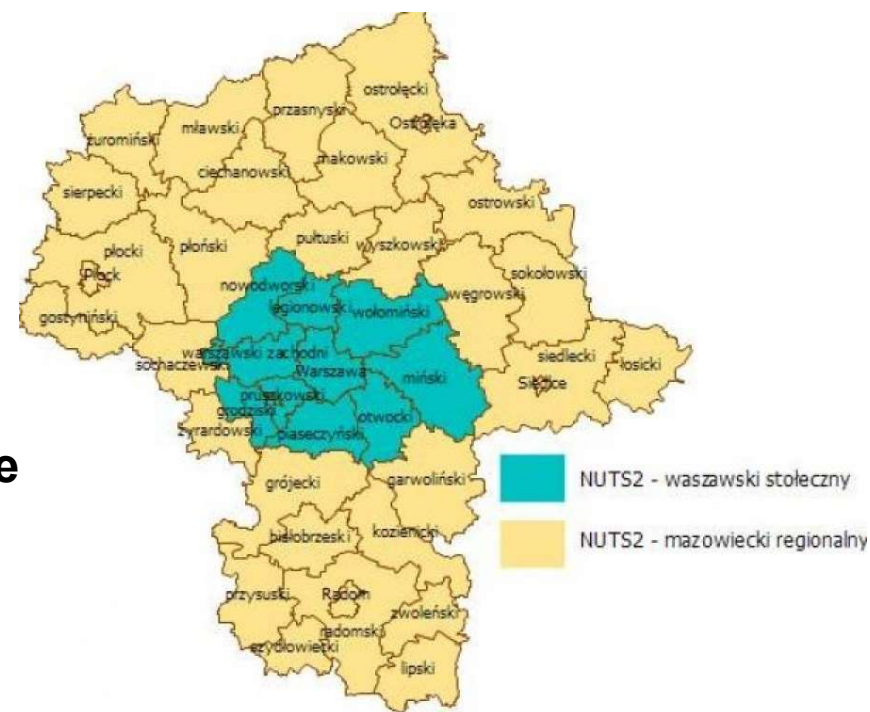 ostrołęcki
Ostrołęka
przasnyski
mławski
żuromiński
makowski
ciechanowski
sierpecki
ostrowski
pułtuski
wyszkowski
płoński
płocki
Płock
sokołowski
nowodworski
węgrowski
legionowski
wołomiński
gostyniński
warszawski zachodni
siedlecki
łosicki
sochaczewski
Warszawa
miński
Siedlce
pruszkowski
grodziski
otwocki
żyrardowski
piaseczyński
e
NUTS2 - waszawski stołeczny
grójecki
garwoliński
kozienicki
białobrzeski
NUTS2 - mazowiecki regionalny
przysuski
Radom
zwoleński
radomski
szydłowiecki
lipski